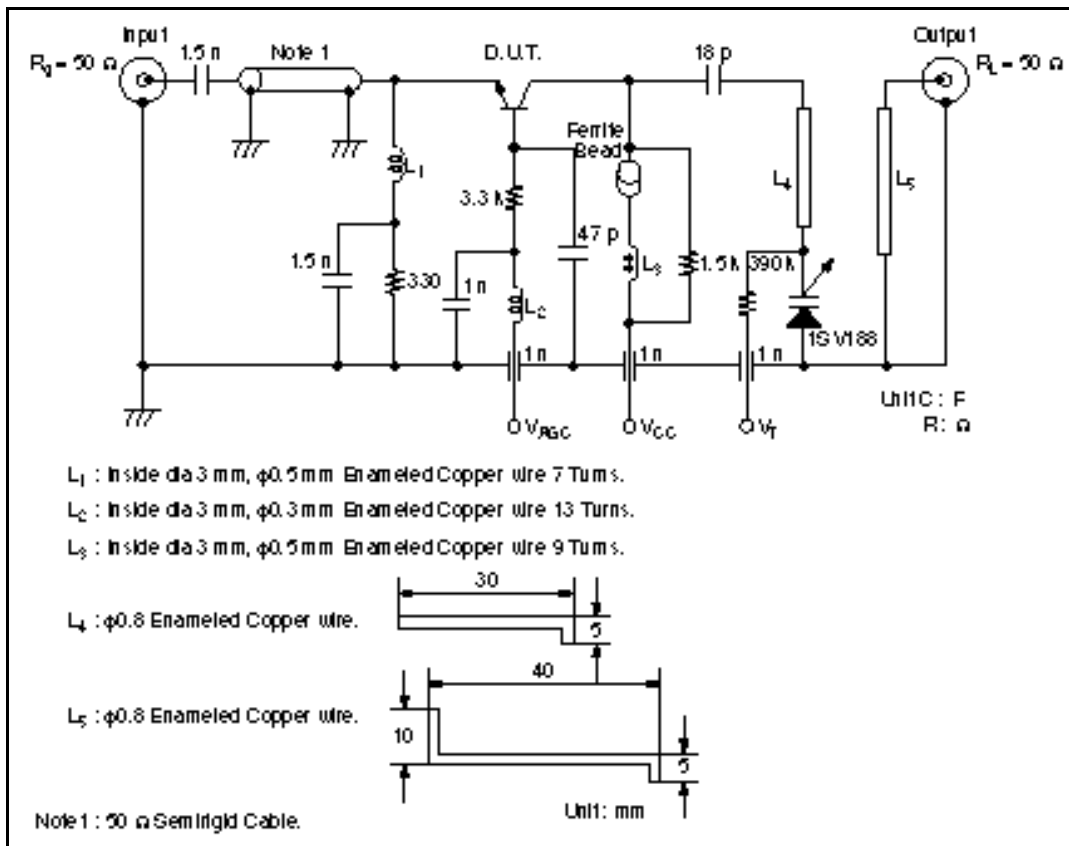 Input
Output
1.5 n
Note 1
D.U.T.
18 p
Rg = 50 Ω
RL = 50 Ω
Ferrite
Bead
L1
L4
L5
3.3 k
47 p
1.5 n
330
1 n
L2
L3
1.5k
390k
1SV188
1 n
1 n
1 n
Unit C : F
R : Ω
VAGC
VCC
VT
L1 : Inside dia 3 mm, φ0.5 mm Enameled Copper wire 7 Turns.
L2 : Inside dia 3 mm, φ0.3 mm Enameled Copper wire 13 Turns.
L3 : Inside dia 3 mm, φ0.5 mm Enameled Copper wire 9 Turns.
30
L4 : φ0.8 Enameled Copper wire.
5
40
L5 : φ0.8 Enameled Copper wire.
10
5
Unit : mm
Note 1 : 50 Ω Semirigid Cable.